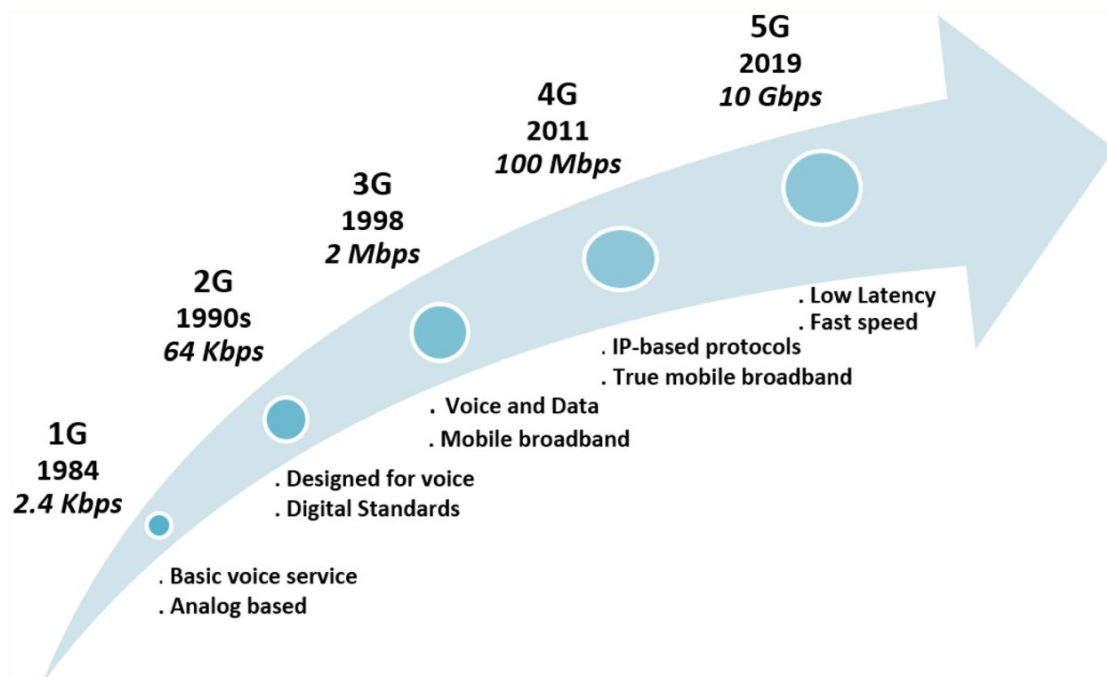 1G
1984
2.4 Kbps
. Basic voice service
. Analog based
2G
1990s
64 Kbps
. Designed for voice
. Digital Standards
3G
1998
2 Mbps
. Voice and Data
. Mobile broadband
4G
2011
100 Mbps
. IP-based protocols
. True mobile broadband
5G
2019
10 Gbps
. Low Latency
. Fast speed